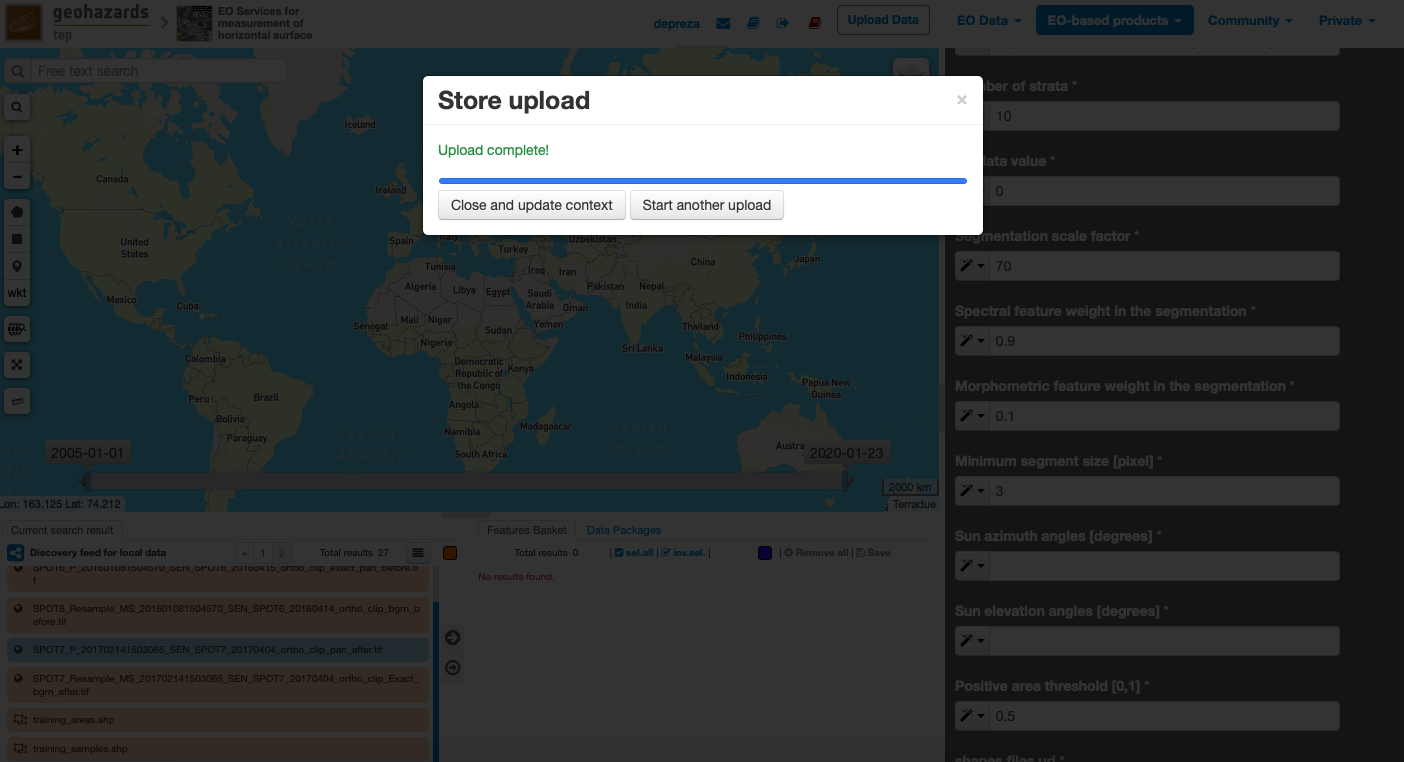 geohazards
tep
EO Services for
measurement of
horizontal surface
depreza
Upload Data
EO Data
EO-based products
Community
Private
Free text search
Store upload
×
Upload complete!
Close and update context
Start another upload
+
−
wkt
Iceland
Canada
Ireland
North
Atlantic
Ocean
United
States
Spain
Italy
Turkey
Uzbekistan
China
Japan
Tunisia
Iraq
Iran
Algeria
Libya
Egypt
Saudi
Arabia
Pakistan
Nepal
Oman
India
Mexico
Cuba
Mali
Niger
Senegal
Sudan
Yemen
Thailand
Philippines
Nigeria
Sri Lanka
Malaysia
Colombia
Democratic
Republic of
the Congo
Kenya
Indonesia
Papua New
Guinea
Peru
Brazil
Angola
Bolivia
Namibia
Madagascar
Paraguay
South
Atlantic
Indian
Ocean
South Africa
Austra
2005-01-01
2020-01-23
Lon: 163.125 Lat: 74.212
2000 km
Terradue
Current search result
Discovery feed for local data
«
1
2
Total results 27
SPOT6_P_201601081504570_SEN_SPOT6_20160415_ortho_clip_exact_pan_before.ti
f
SPOT6_Resample_MS_201601081504570_SEN_SPOT6_20160414_ortho_clip_bgrn_b
efore.tif
SPOT7_P_201702141503065_SEN_SPOT7_20170404_ortho_clip_pan_after.tif
SPOT7_Resample_MS_201702141503065_SEN_SPOT7_20170404_ortho_clip_Exact_
bgrn_after.tif
training_areas.shp
training_samples.shp
Features Basket
Data Packages
Total results 0
| sel.all | inv.sel. |
| Remove all | Save
No results found.
ber of strata *
10
data value *
0
Segmentation scale factor *
70
Spectral feature weight in the segmentation *
0.9
Morphometric feature weight in the segmentation *
0.1
Minimum segment size [pixel] *
3
Sun azimuth angles [degrees] *
Sun elevation angles [degrees] *
Positive area threshold [0,1] *
0.5
shapes files url *